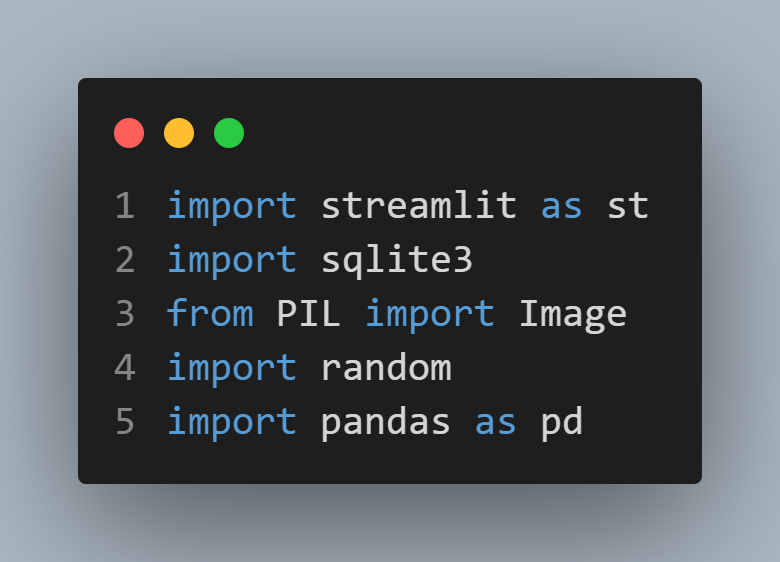 1 import streamlit as st
2 import sqlite3
3 from PIL import Image
4 import random
5 import pandas as pd